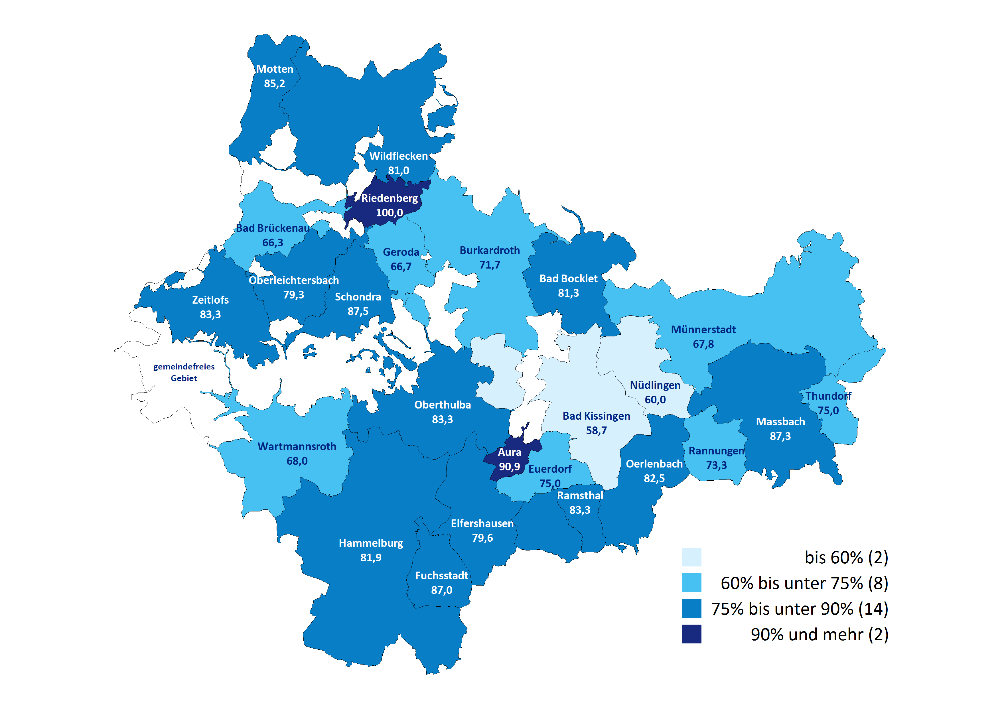 Motten
85,2
Wildflecken
81,0
Riedenberg
100,0
Bad Brückenau
66,3
Geroda
66,7
Burkardroth
71,7
Bad Bocklet
81,3
Oberleichtersbach
79,3
Schondra
87,5
Zeitlofs
83,3
Münnerstadt
67,8
gemeindefreies
Gebiet
Nüdlingen
60,0
Thundorf
75,0
Oberthulba
83,3
Bad Kissingen
58,7
Massbach
87,3
Wartmannsroth
68,0
Aura
90,9
Rannungen
73,3
Euerdorf
75,0
Oerlenbach
82,5
Ramsthal
83,3
Elfershausen
79,6
Hammelburg
81,9
Fuchsstadt
87,0
bis 60% (2)
60% bis unter 75% (8)
75% bis unter 90% (14)
90% und mehr (2)